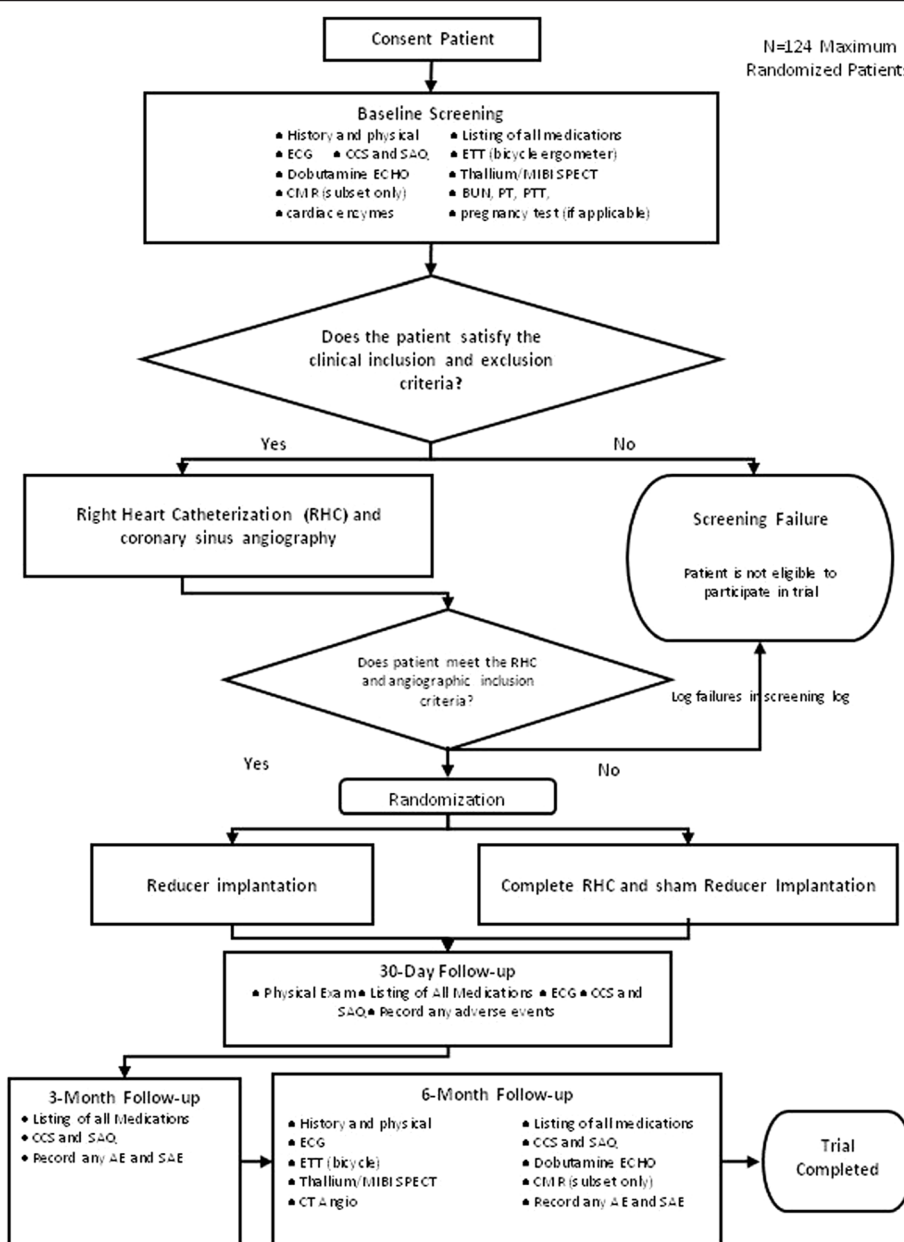 Consent Patient
N=124 Maximum
Randomized Patients
Baseline Screening
● History and physical ● Listing of all medications
● ECG ● CCS and SAQ, ● ETT (bicycle ergometer)
● Dobutamine ECHO ● Thallium/MIBI SPECT
● CMR (subset only) ● BUN, PT, PTT,
● cardiac enzymes ● pregnancy test (if applicable)
Does the patient satisfy the
clinical inclusion and exclusion
criteria?
Yes
No
Right Heart Catheterization (RHC) and
coronary sinus angiography
Screening Failure
Patient is not eligible to
participate in trial
Does patient meet the RHC
and angiographic inclusion
criteria?
Log failures in screening log
Yes
No
Randomization
Reducer implantation
Complete RHC and sham Reducer Implantation
30-Day Follow-up
● Physical Exam ● Listing of All Medications ● ECG ● CCS and
SAQ ● Record any adverse events
3-Month Follow-up
● Listing of all Medications
● CCS and SAQ,
● Record any AE and SAE
6-Month Follow-up
● History and physical ● Listing of all medications
● ECG ● CCS and SAQ,
● ETT (bicycle) ● Dobutamine ECHO
● Thallium/MIBI SPECT ● CMR (subset only)
● CT Angio ● Record any AE and SAE
Trial
Completed